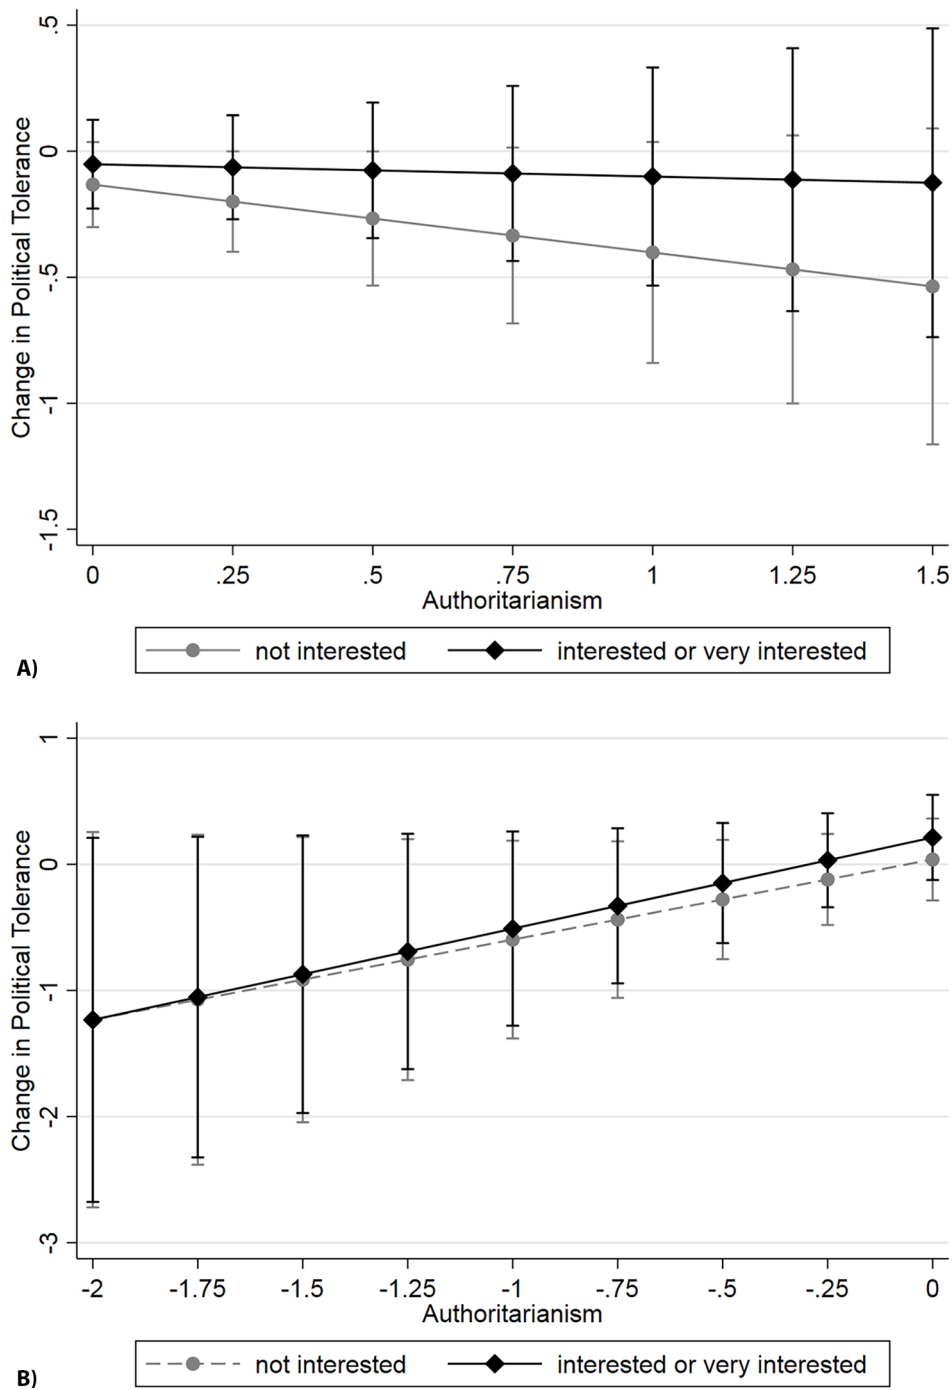 .5
0
-.5
-1
-1.5
Change in Political Tolerance
0 .25 .5 .75 1 1.25 1.5
Authoritarianism
not interested interested or very interested
A)
1
0
-1
-2
-3
Change in Political Tolerance
-2 -1.75 -1.5 -1.25 -1 -.75 -.5 -.25 0
Authoritarianism
not interested interested or very interested
B)